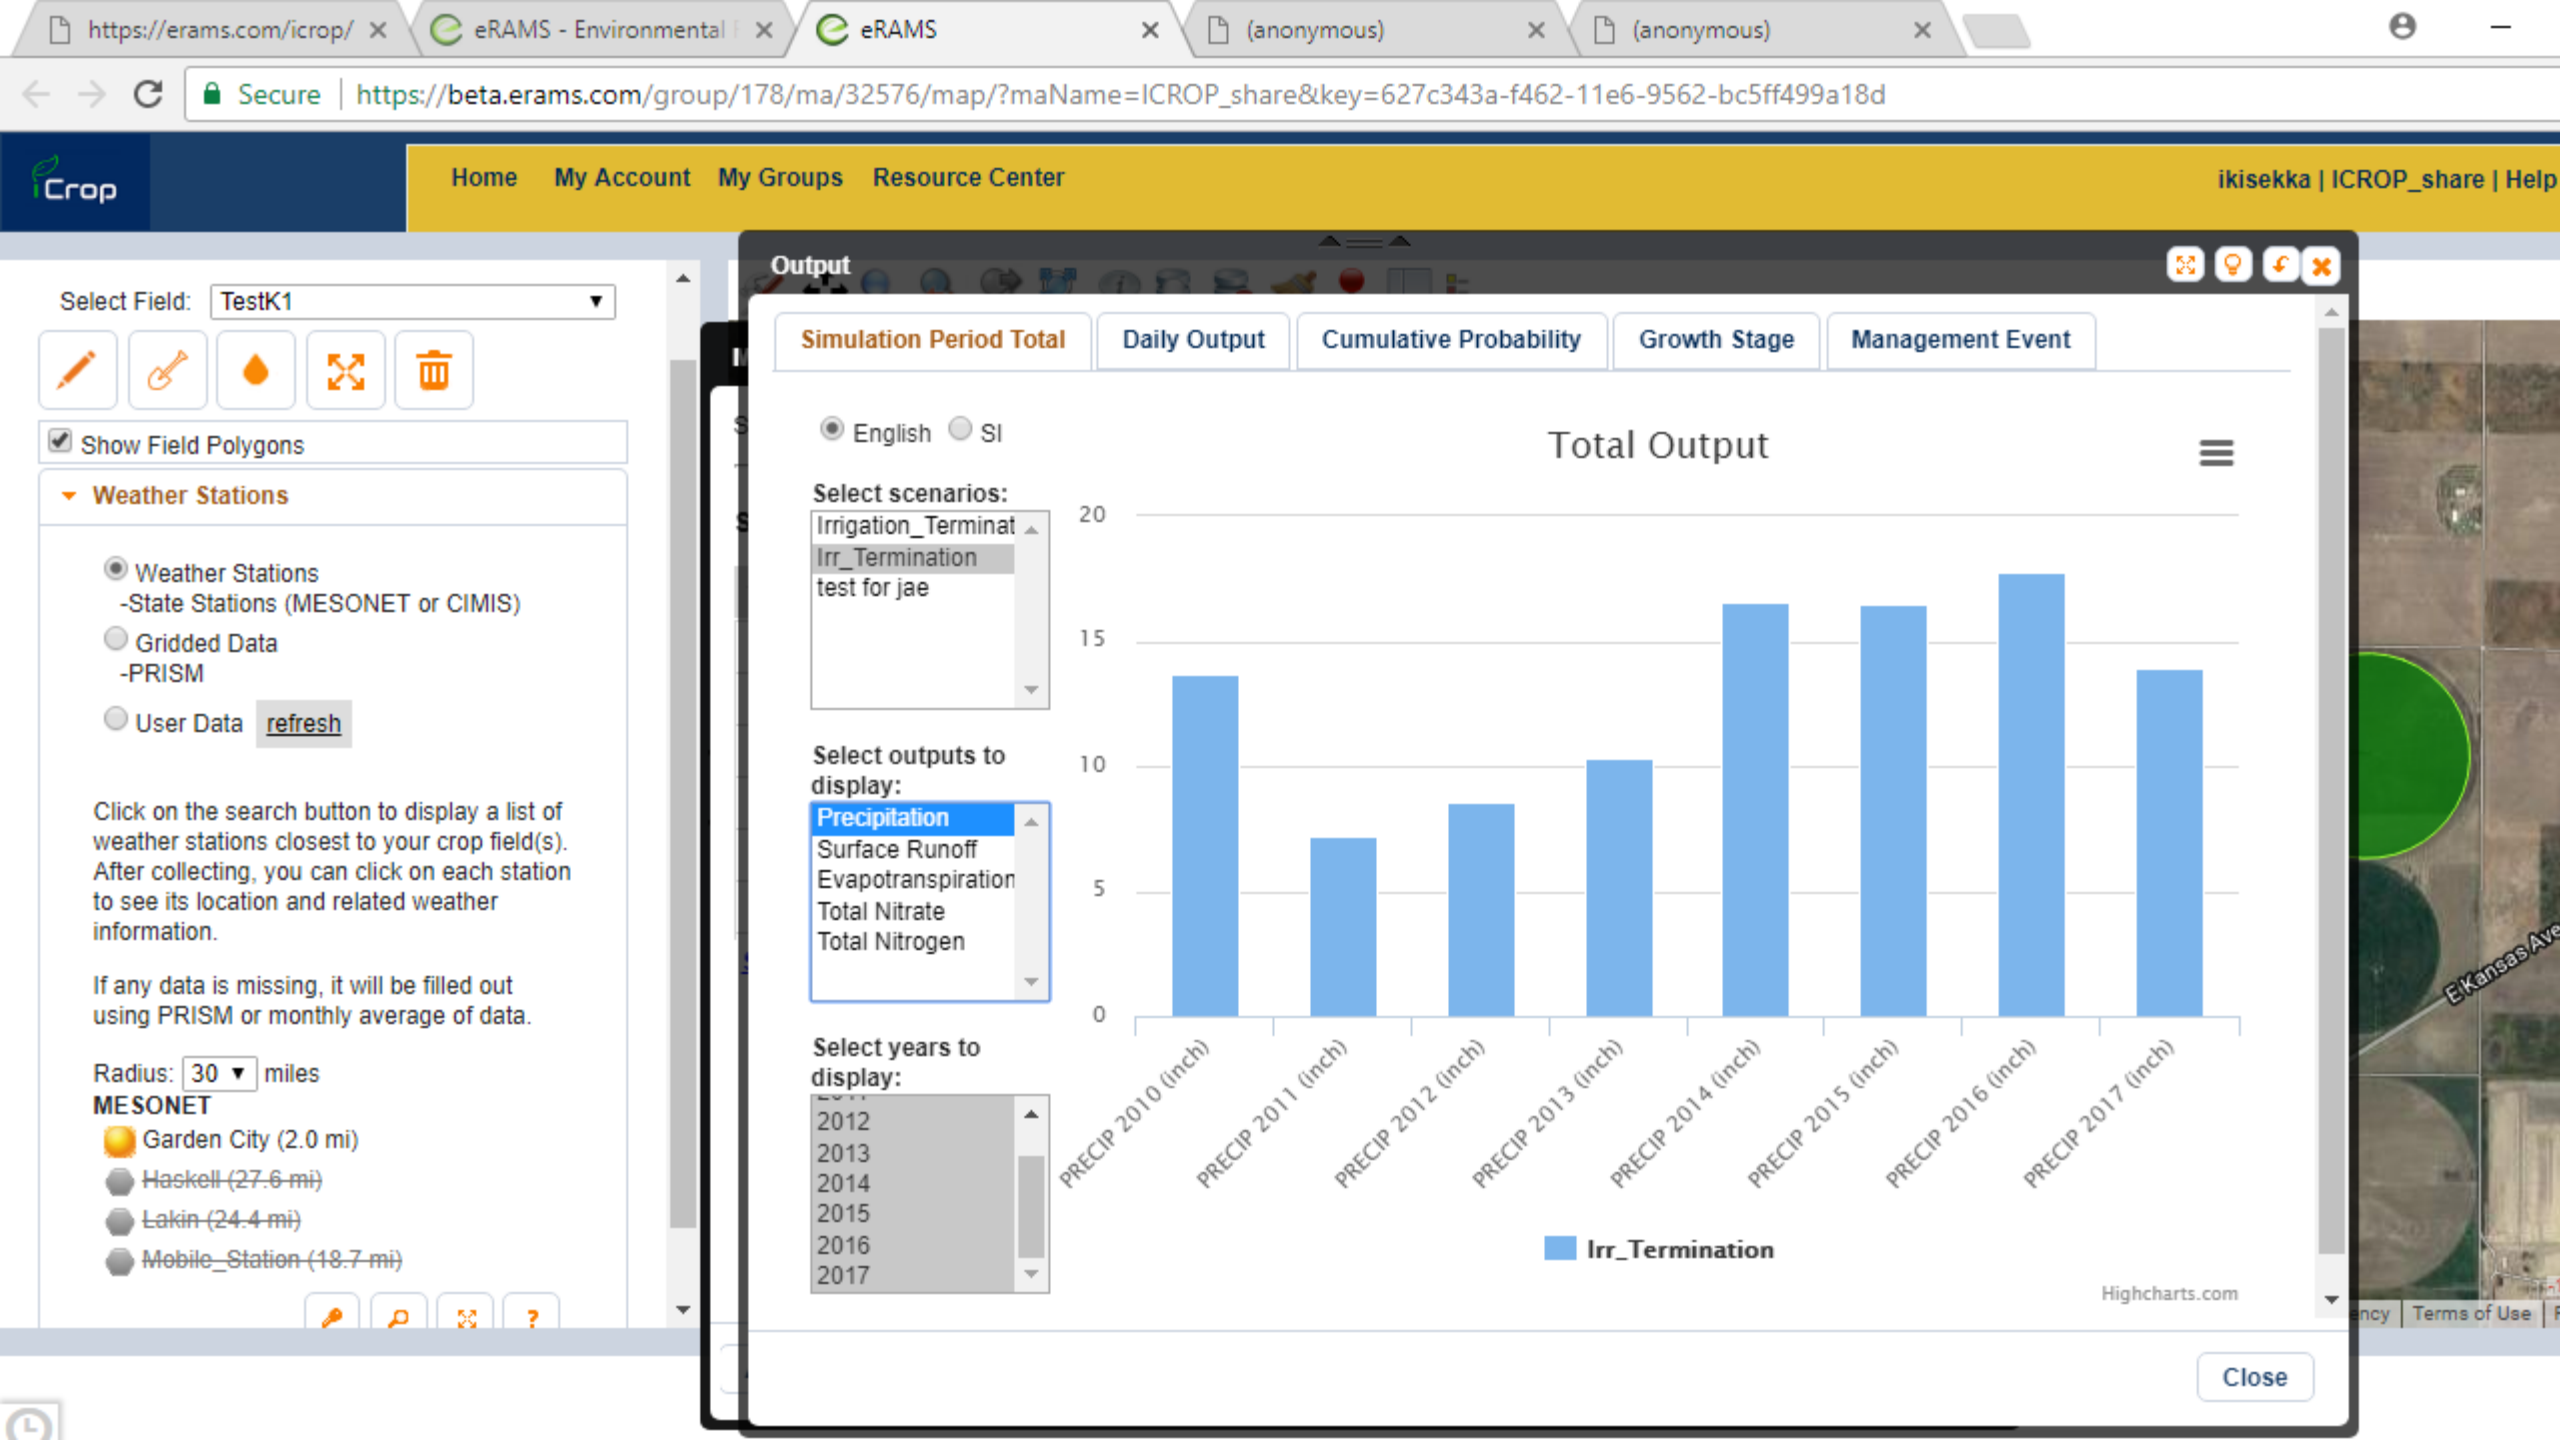 https://erams.com/icrop/
eRAMS - Environmental
eRAMS
(anonymous)
(anonymous)
Secure
https://beta.erams.com/group/178/ma/32576/map/?maName=ICROP_share&key=627c343a-f462-11e6-9562-bc5ff499a18d
iCrop
Home
My Account
My Groups
Resource Center
ikisekka | ICROP_share | Help
Select Field:
TestK1
Show Field Polygons
Weather Stations
Weather Stations
-State Stations (MESONET or CIMIS)
Gridded Data
-PRISM
User Data
refresh
Click on the search button to display a list of
weather stations closest to your crop field(s).
After collecting, you can click on each station
to see its location and related weather
information.
If any data is missing, it will be filled out
using PRISM or monthly average of data.
Radius: 30 miles
MESONET
Garden City (2.0 mi)
Haskell (27.6 mi)
Lakin (24.4 mi)
Mobile_Station (18.7 mi)
?
Output
Simulation Period Total
Daily Output
Cumulative Probability
Growth Stage
Management Event
English
SI
Select scenarios:
Irrigation_Terminat
Irr_Termination
test for jae
Select outputs to
display:
Precipitation
Surface Runoff
Evapotranspiration
Total Nitrate
Total Nitrogen
Select years to
display:
2012
2013
2014
2015
2016
2017
Total Output
20
15
10
5
0
PRECIP 2010 (inch)
PRECIP 2011 (inch)
PRECIP 2012 (inch)
PRECIP 2013 (inch)
PRECIP 2014 (inch)
PRECIP 2015 (inch)
PRECIP 2016 (inch)
PRECIP 2017 (inch)
Irr_Termination
Highcharts.com
Close
E Kansas Ave
Terms of Use